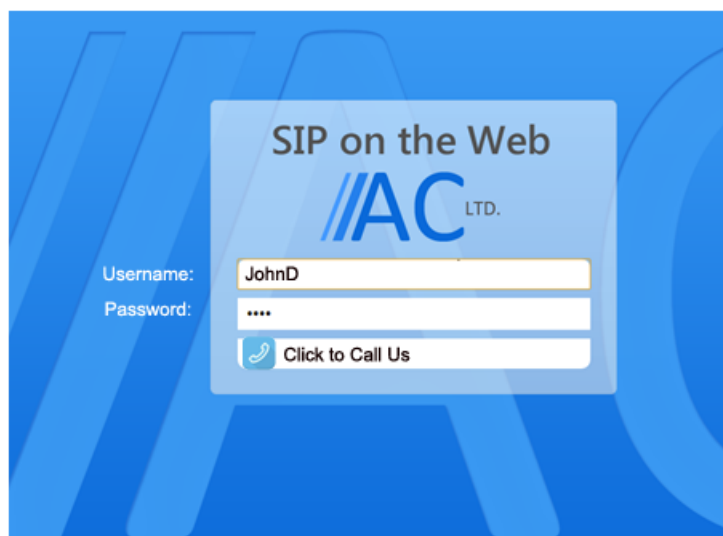 SIP on the Web
//AC LTD.
Username: JohnD
Password: ••••
Click to Call Us